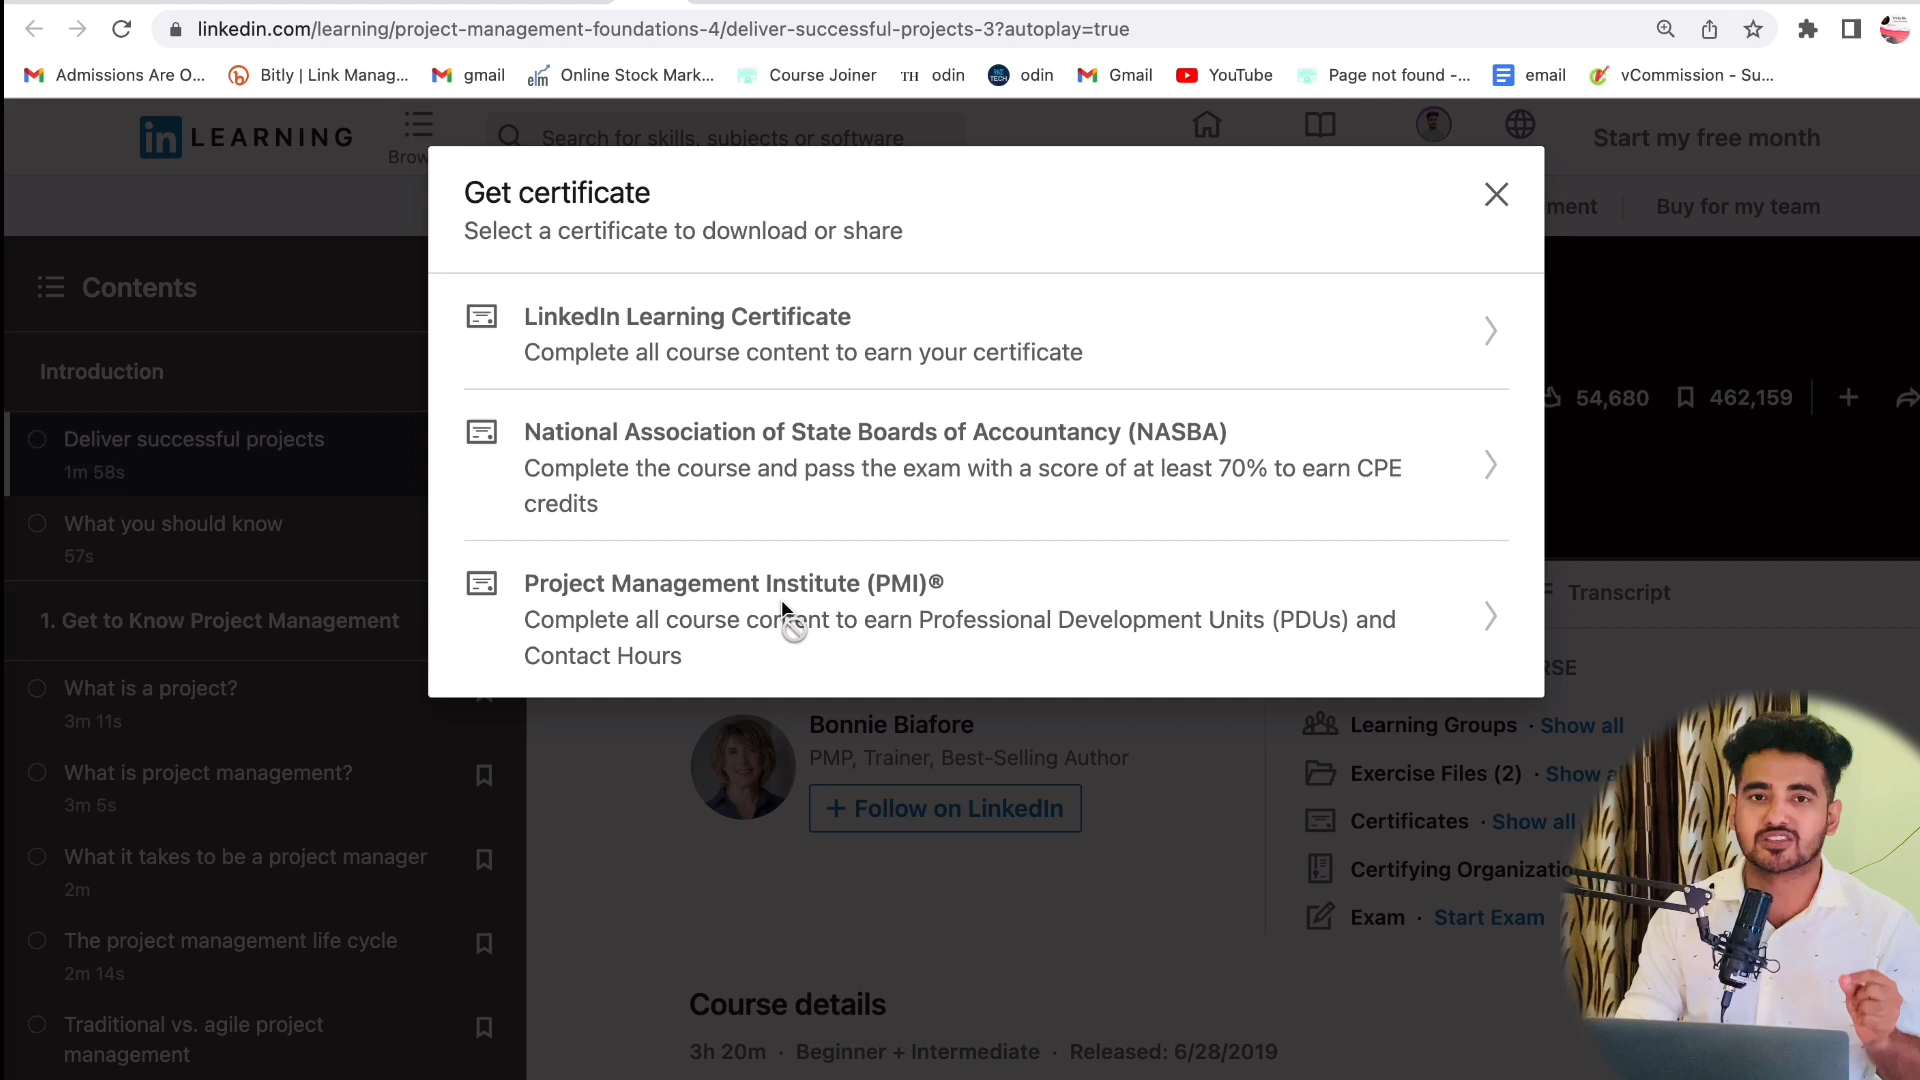 linkedin.com/learning/project-management-foundations-4/deliver-successful-projects-3?autoplay=true
Admissions Are O... Bitly | Link Manag... gmail elm Online Stock Mark... Course Joiner TH odin odin Gmail YouTube Page not found -... email vCommission - Su...
in LEARNING
Brow
Search for skills, subjects or software
Start my free month
ment
Buy for my team
Get certificate
Select a certificate to download or share
LinkedIn Learning Certificate
Complete all course content to earn your certificate
National Association of State Boards of Accountancy (NASBA)
Complete the course and pass the exam with a score of at least 70% to earn CPE
credits
Project Management Institute (PMI)®
Complete all course content to earn Professional Development Units (PDUs) and
Contact Hours
Contents
Introduction
Deliver successful projects
1m 58s
What you should know
57s
1. Get to Know Project Management
What is a project?
3m 11s
What is project management?
3m 5s
What it takes to be a project manager
2m
The project management life cycle
2m 14s
Traditional vs. agile project
management
54,680 462,159
Transcript
RSE
Bonnie Biafore
PMP, Trainer, Best-Selling Author
+ Follow on LinkedIn
Learning Groups · Show all
Exercise Files (2) · Show al
Certificates · Show all
Certifying Organizatio
Exam · Start Exam
Course details
3h 20m · Beginner + Intermediate · Released: 6/28/2019